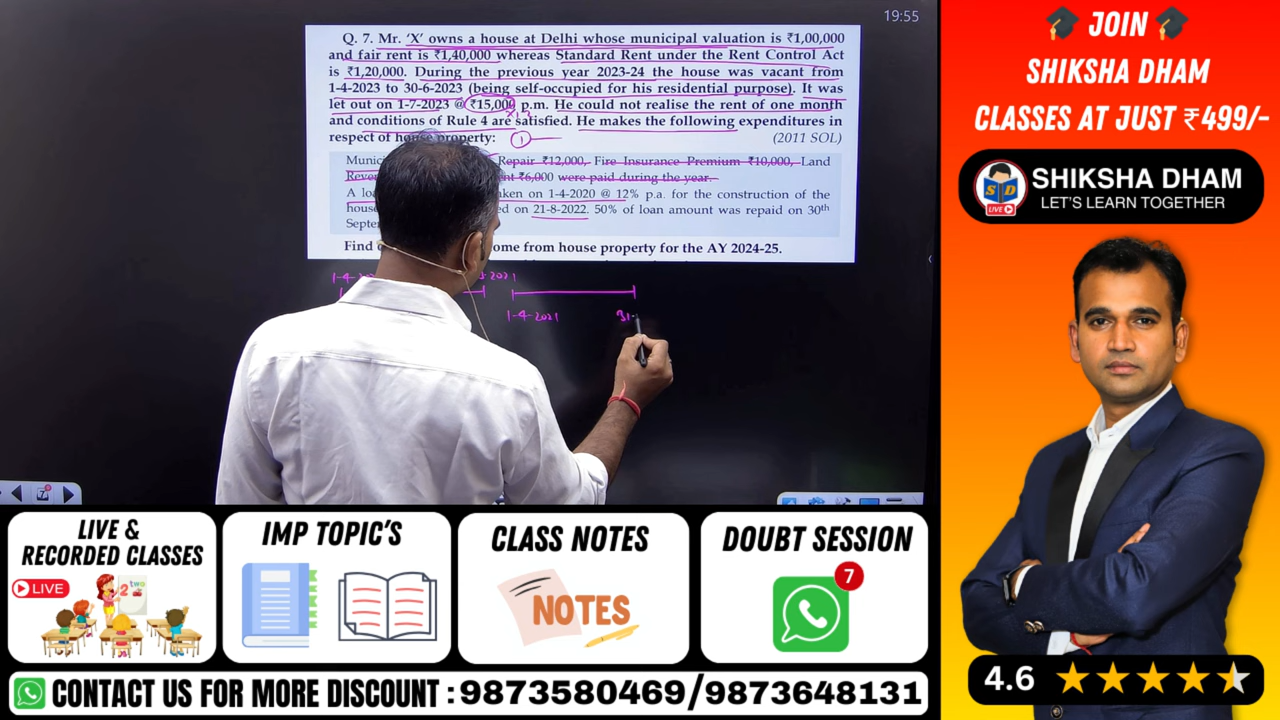 19:55
Q. 7. Mr. ‘X’ owns a house at Delhi whose municipal valuation is ₹1,00,000
and fair rent is ₹1,40,000 whereas Standard Rent under the Rent Control Act
is ₹1,20,000. During the previous year 2023-24 the house was vacant from
1-4-2023 to 30-6-2023 (being self-occupied for his residential purpose). It was
let out on 1-7-2023 @ ₹15,000 p.m. He could not realise the rent of one month
and conditions of Rule 4 are satisfied. He makes the following expenditures in
respect of house property:
(2011 SOL)
Repair ₹12,000, Fire Insurance Premium ₹10,000, Land
₹6,000 were paid during the year.
A taken on 1-4-2020 @ 12% p.a. for the construction of the
on 21-8-2022. 50% of loan amount was repaid on 30th
Find from house property for the AY 2024-25.
1-4-2021
31-
JOIN
SHIKSHA DHAM
CLASSES AT JUST ₹499/-
SD
LIVE
SHIKSHA DHAM
LET'S LEARN TOGETHER
LIVE &
RECORDED CLASSES
LIVE
two
2
IMP TOPIC'S
CLASS NOTES
NOTES
DOUBT SESSION
7
CONTACT US FOR MORE DISCOUNT : 9873580469/9873648131
4.6